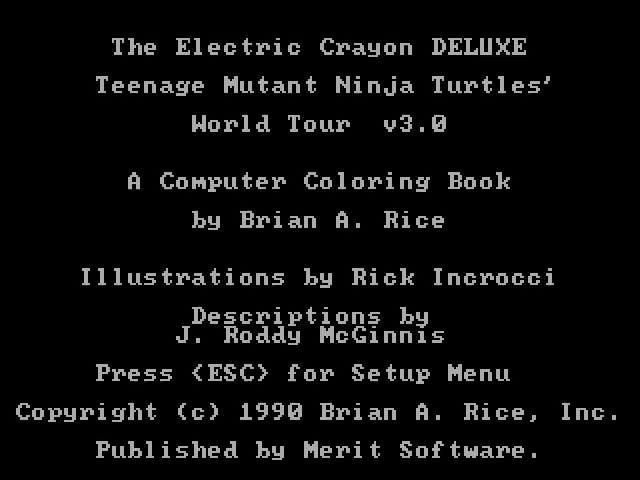 The Electric Crayon DELUXE
Teenage Mutant Ninja Turtles'
World Tour  v3.0
A Computer Coloring Book
by Brian A. Rice
Illustrations by Rick Incrocci
Descriptions by
J. Roddy McGinnis
Press <ESC> for Setup Menu
Copyright (c) 1990 Brian A. Rice, Inc.
Published by Merit Software.